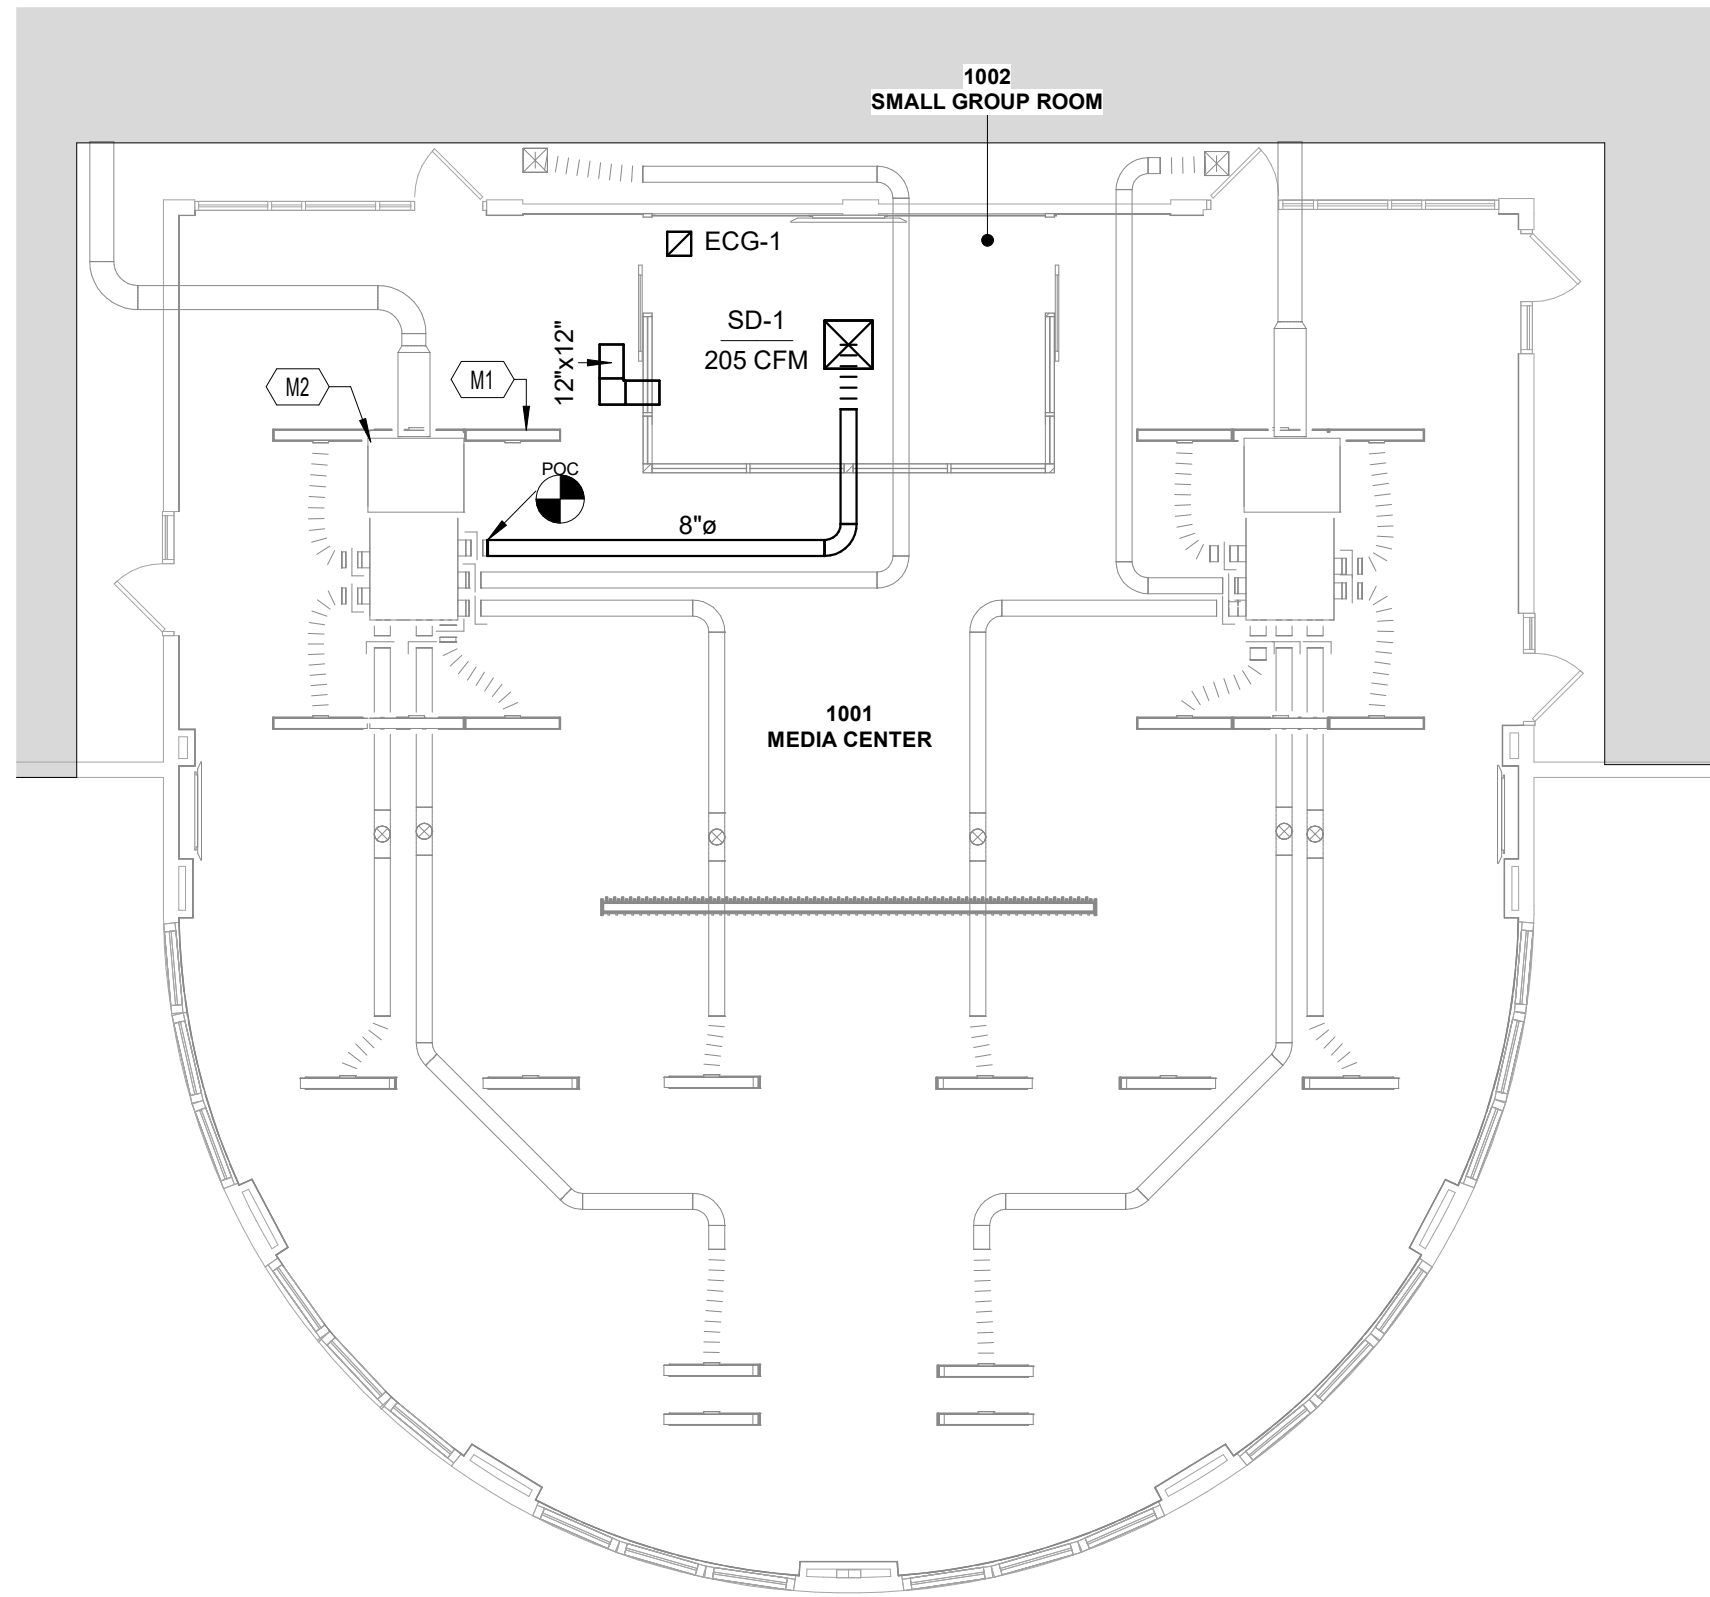 1002
SMALL GROUP ROOM
ECG-1
SD-1
205 CFM
12"x12"
M2
M1
POC
8"ø
1001
MEDIA CENTER